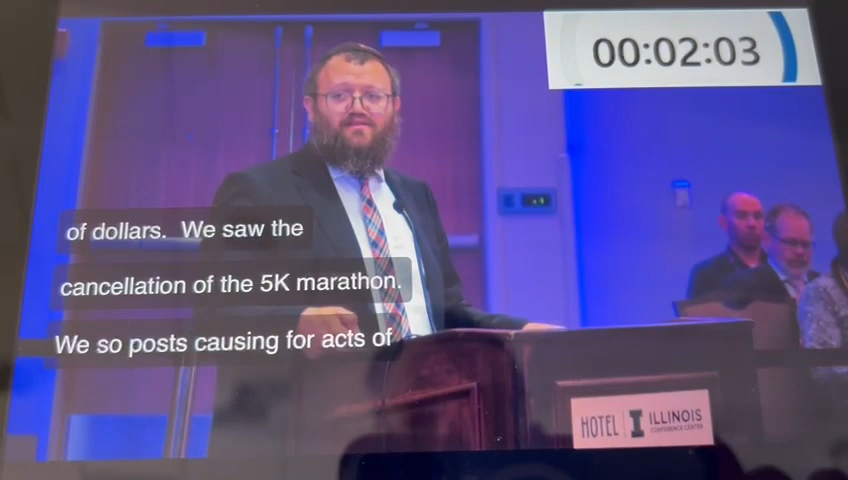 00:02:03
of dollars.  We saw the
cancellation of the 5K marathon.
We so posts causing for acts of
HOTEL | I ILLINOIS
CONFERENCE CENTER